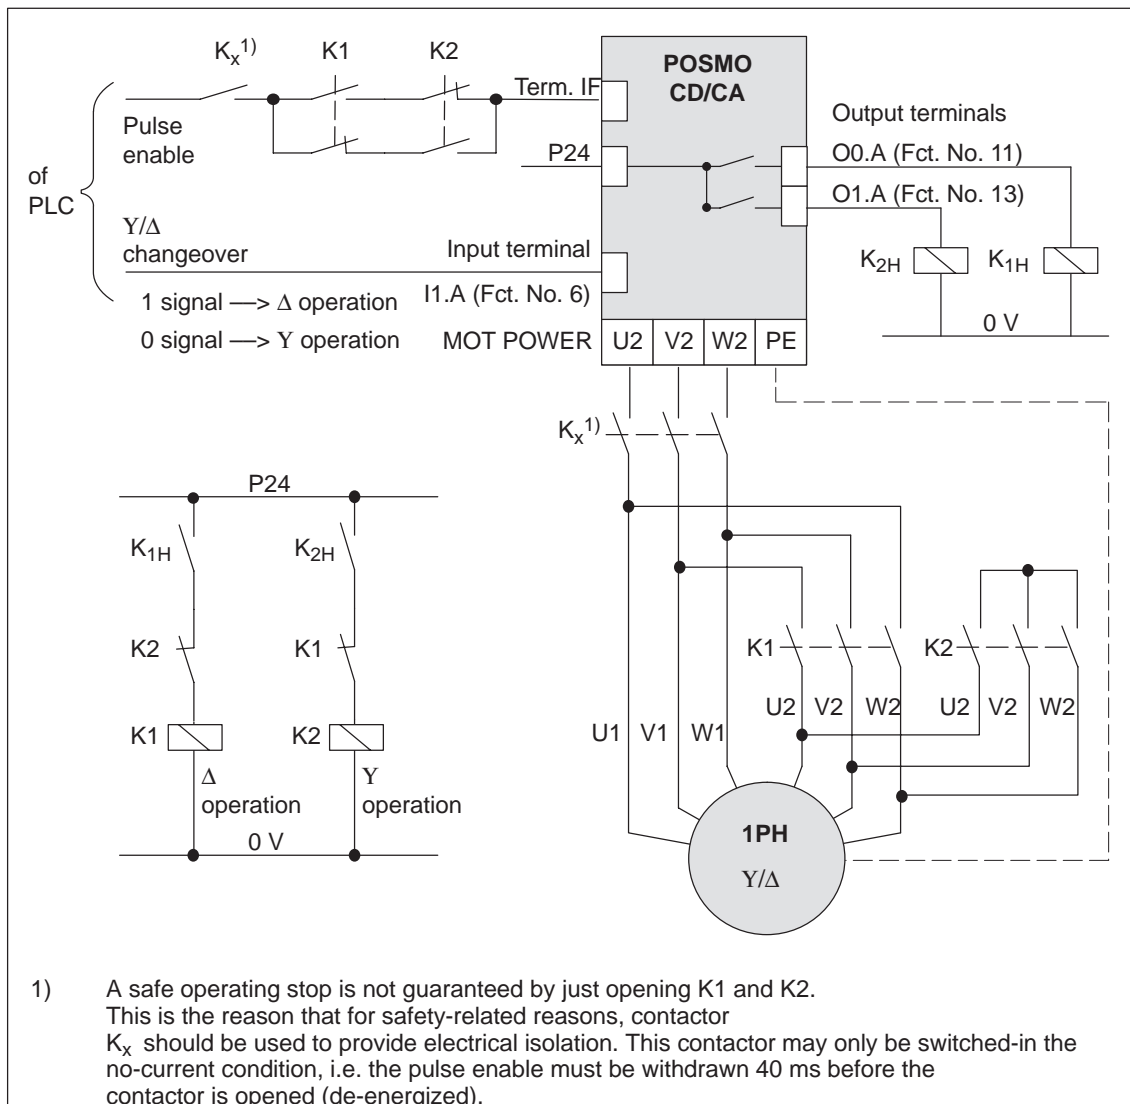 Kx1) K1 K2
POSMO
CD/CA
Term. IF
Output terminals
Pulse
enable
P24
O0.A (Fct. No. 11)
of
PLC
O1.A (Fct. No. 13)
Y/Δ
changeover
Input terminal
K2H K1H
I1.A (Fct. No. 6)
1 signal —> Δ operation
0 V
0 signal —> Y operation
MOT POWER U2 V2 W2 PE
Kx1)
P24
K1H K2H
K2 K1
K1 K2
U2 V2 W2 U2 V2 W2
U1 V1 W1
K1 K2
Δ
operation
Y
operation
0 V
1PH
Y/Δ
1) A safe operating stop is not guaranteed by just opening K1 and K2.
This is the reason that for safety-related reasons, contactor
Kx should be used to provide electrical isolation. This contactor may only be switched-in the
no-current condition, i.e. the pulse enable must be withdrawn 40 ms before the
contactor is opened (de-energized).